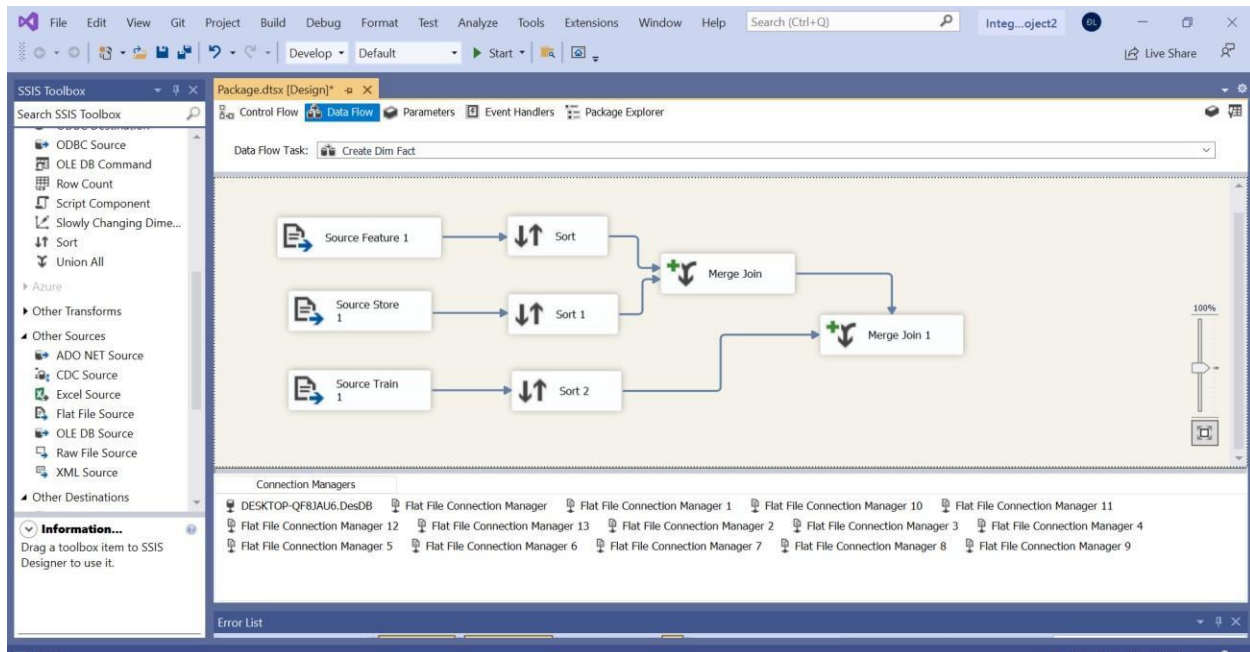 File Edit View Git Project Build Debug Format Test Analyze Tools Extensions Window Help Search (Ctrl+Q) Integ...oject2 DL
Develop Default Start Live Share
SSIS Toolbox
Package.dtsx [Design]*
Search SSIS Toolbox
Control Flow Data Flow Parameters Event Handlers Package Explorer
ODBC Source
OLE DB Command
Row Count
Script Component
Slowly Changing Dime...
Sort
Union All
Azure
Other Transforms
Other Sources
ADO NET Source
CDC Source
Excel Source
Flat File Source
OLE DB Source
Raw File Source
XML Source
Other Destinations
Information...
Drag a toolbox item to SSIS
Designer to use it.
Data Flow Task: Create Dim Fact
Source Feature 1
Sort
Merge Join
Source Store
1
Sort 1
Merge Join 1
Source Train
1
Sort 2
100%
Connection Managers
DESKTOP-QF8JAU6.DesDB Flat File Connection Manager Flat File Connection Manager 1 Flat File Connection Manager 10 Flat File Connection Manager 11
Flat File Connection Manager 12 Flat File Connection Manager 13 Flat File Connection Manager 2 Flat File Connection Manager 3 Flat File Connection Manager 4
Flat File Connection Manager 5 Flat File Connection Manager 6 Flat File Connection Manager 7 Flat File Connection Manager 8 Flat File Connection Manager 9
Error List